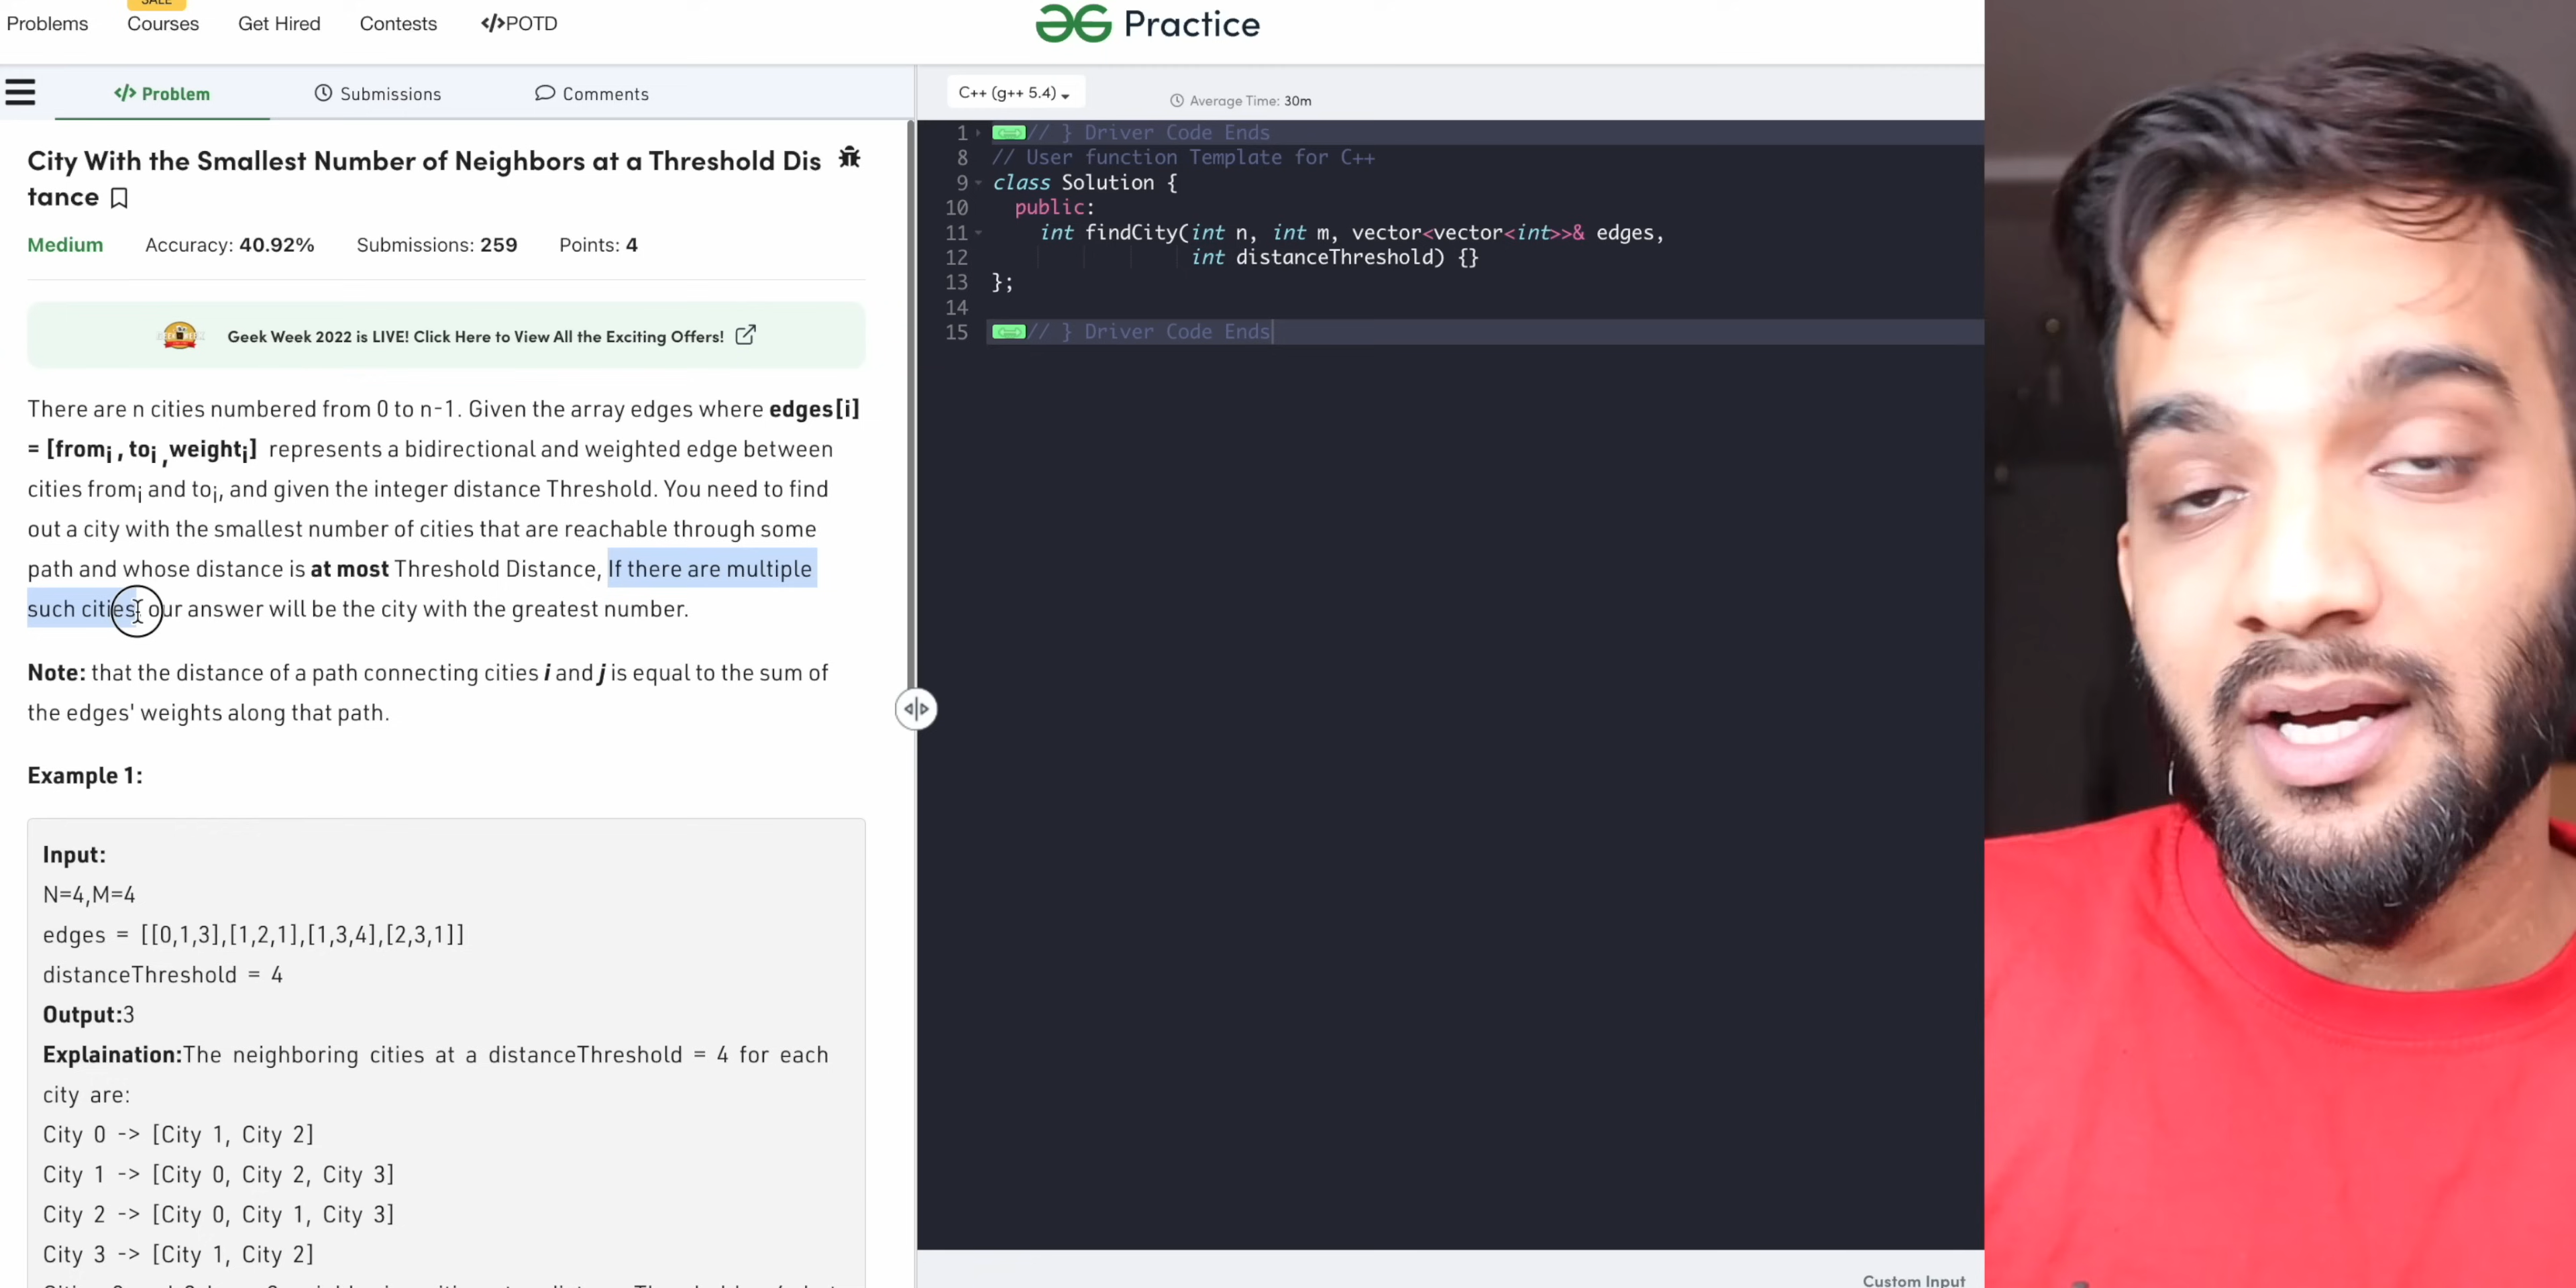 SALE
Problems Courses Get Hired Contests </>POTD
Practice
</> Problem Submissions Comments
C++ (g++ 5.4) Average Time: 30m
City With the Smallest Number of Neighbors at a Threshold Dis
tance
Medium Accuracy: 40.92% Submissions: 259 Points: 4
Geek Week 2022 is LIVE! Click Here to View All the Exciting Offers!
There are n cities numbered from 0 to n-1. Given the array edges where edges[i]
= [fromi , toi ,weighti] represents a bidirectional and weighted edge between
cities fromi and toi, and given the integer distance Threshold. You need to find
out a city with the smallest number of cities that are reachable through some
path and whose distance is at most Threshold Distance, If there are multiple
such cities, our answer will be the city with the greatest number.
Note: that the distance of a path connecting cities i and j is equal to the sum of
the edges' weights along that path.
Example 1:
Input:
N=4,M=4
edges = [[0,1,3],[1,2,1],[1,3,4],[2,3,1]]
distanceThreshold = 4
Output:3
Explaination:The neighboring cities at a distanceThreshold = 4 for each
city are:
City 0 -> [City 1, City 2]
City 1 -> [City 0, City 2, City 3]
City 2 -> [City 0, City 1, City 3]
City 3 -> [City 1, City 2]
1 // } Driver Code Ends
8 // User function Template for C++
9 class Solution {
10 public:
11 int findCity(int n, int m, vector<vector<int>>& edges,
12 int distanceThreshold) {}
13 };
14
15 // } Driver Code Ends
Custom Input